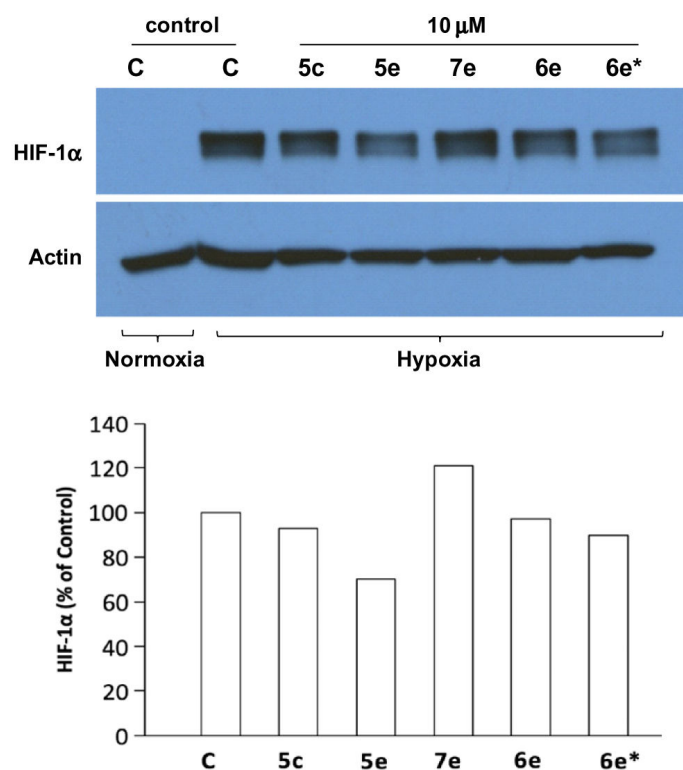 control 10 µM
C C 5c 5e 7e 6e 6e*
HIF-1α
Actin
Normoxia Hypoxia
140
120
100
80
60
40
20
0
HIF-1α (% of Control)
C 5c 5e 7e 6e 6e*